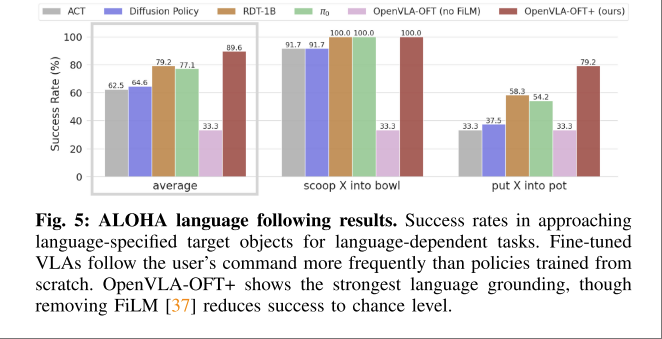 ACT Diffusion Policy RDT-1B π₀ OpenVLA-OFT (no FiLM) OpenVLA-OFT+ (ours)
Success Rate (%)
100
80
60
40
20
0
62.5 64.6 79.2 77.1 33.3 89.6
91.7 91.7 100.0 100.0 33.3 100.0
33.3 37.5 58.3 54.2 33.3 79.2
average scoop X into bowl put X into pot
Fig. 5: ALOHA language following results. Success rates in approaching
language-specified target objects for language-dependent tasks. Fine-tuned
VLAs follow the user's command more frequently than policies trained from
scratch. OpenVLA-OFT+ shows the strongest language grounding, though
removing FiLM [37] reduces success to chance level.